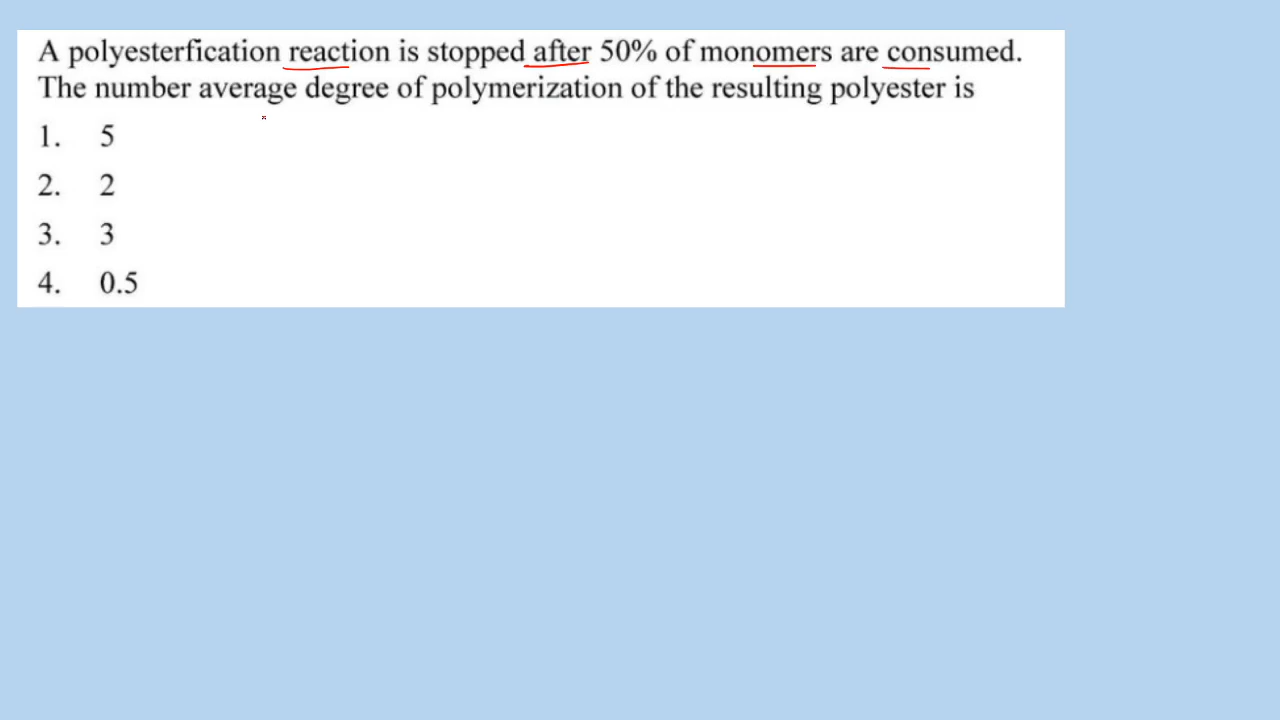 A polyesterfication reaction is stopped after 50% of monomers are consumed.
The number average degree of polymerization of the resulting polyester is
1. 5
2. 2
3. 3
4. 0.5